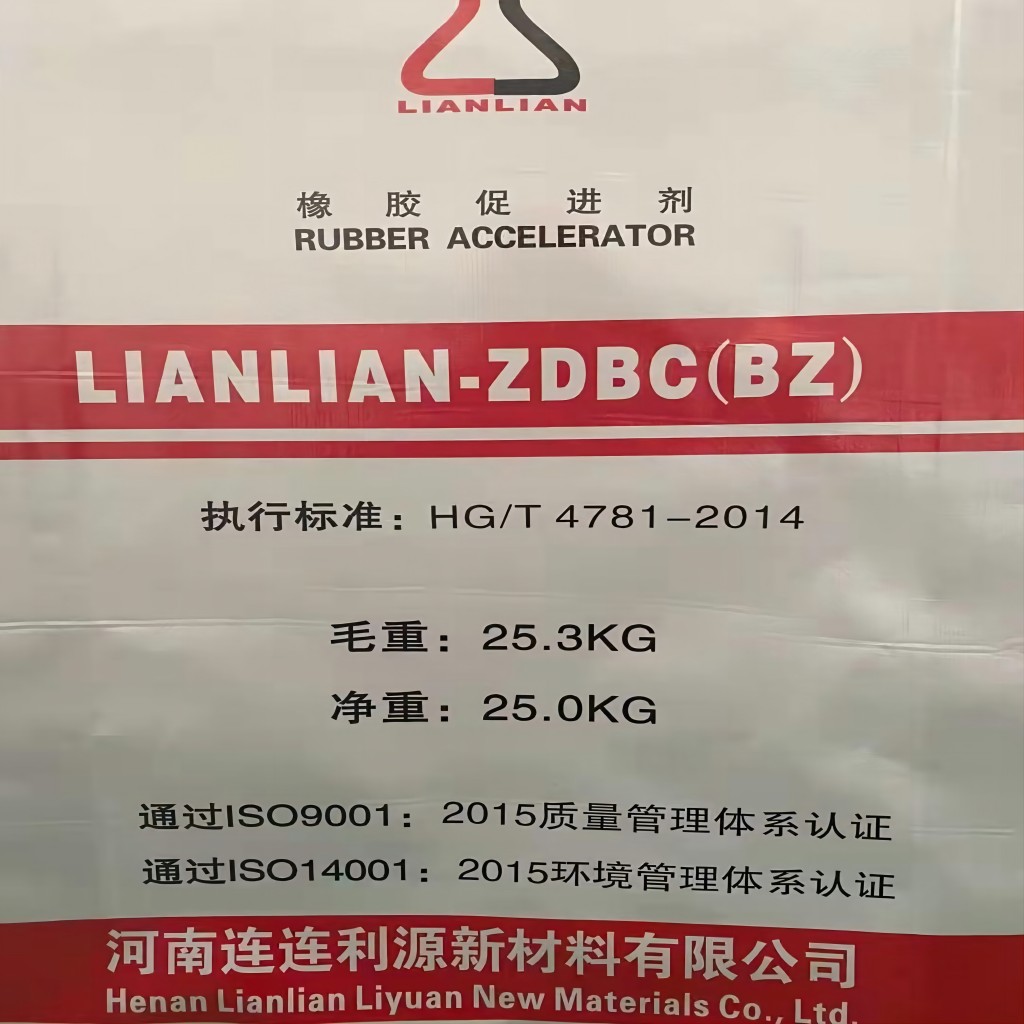 LIANLIAN
橡胶促进剂
RUBBER ACCELERATOR
LIANLIAN-ZDBC(BZ)
执行标准：HG/T 4781-2014
毛重：25.3KG
净重：25.0KG
通过ISO9001：2015质量管理体系认证
通过ISO14001：2015环境管理体系认证
河南连连利源新材料有限公司
Henan Lianlian Liyuan New Materials Co., Ltd.